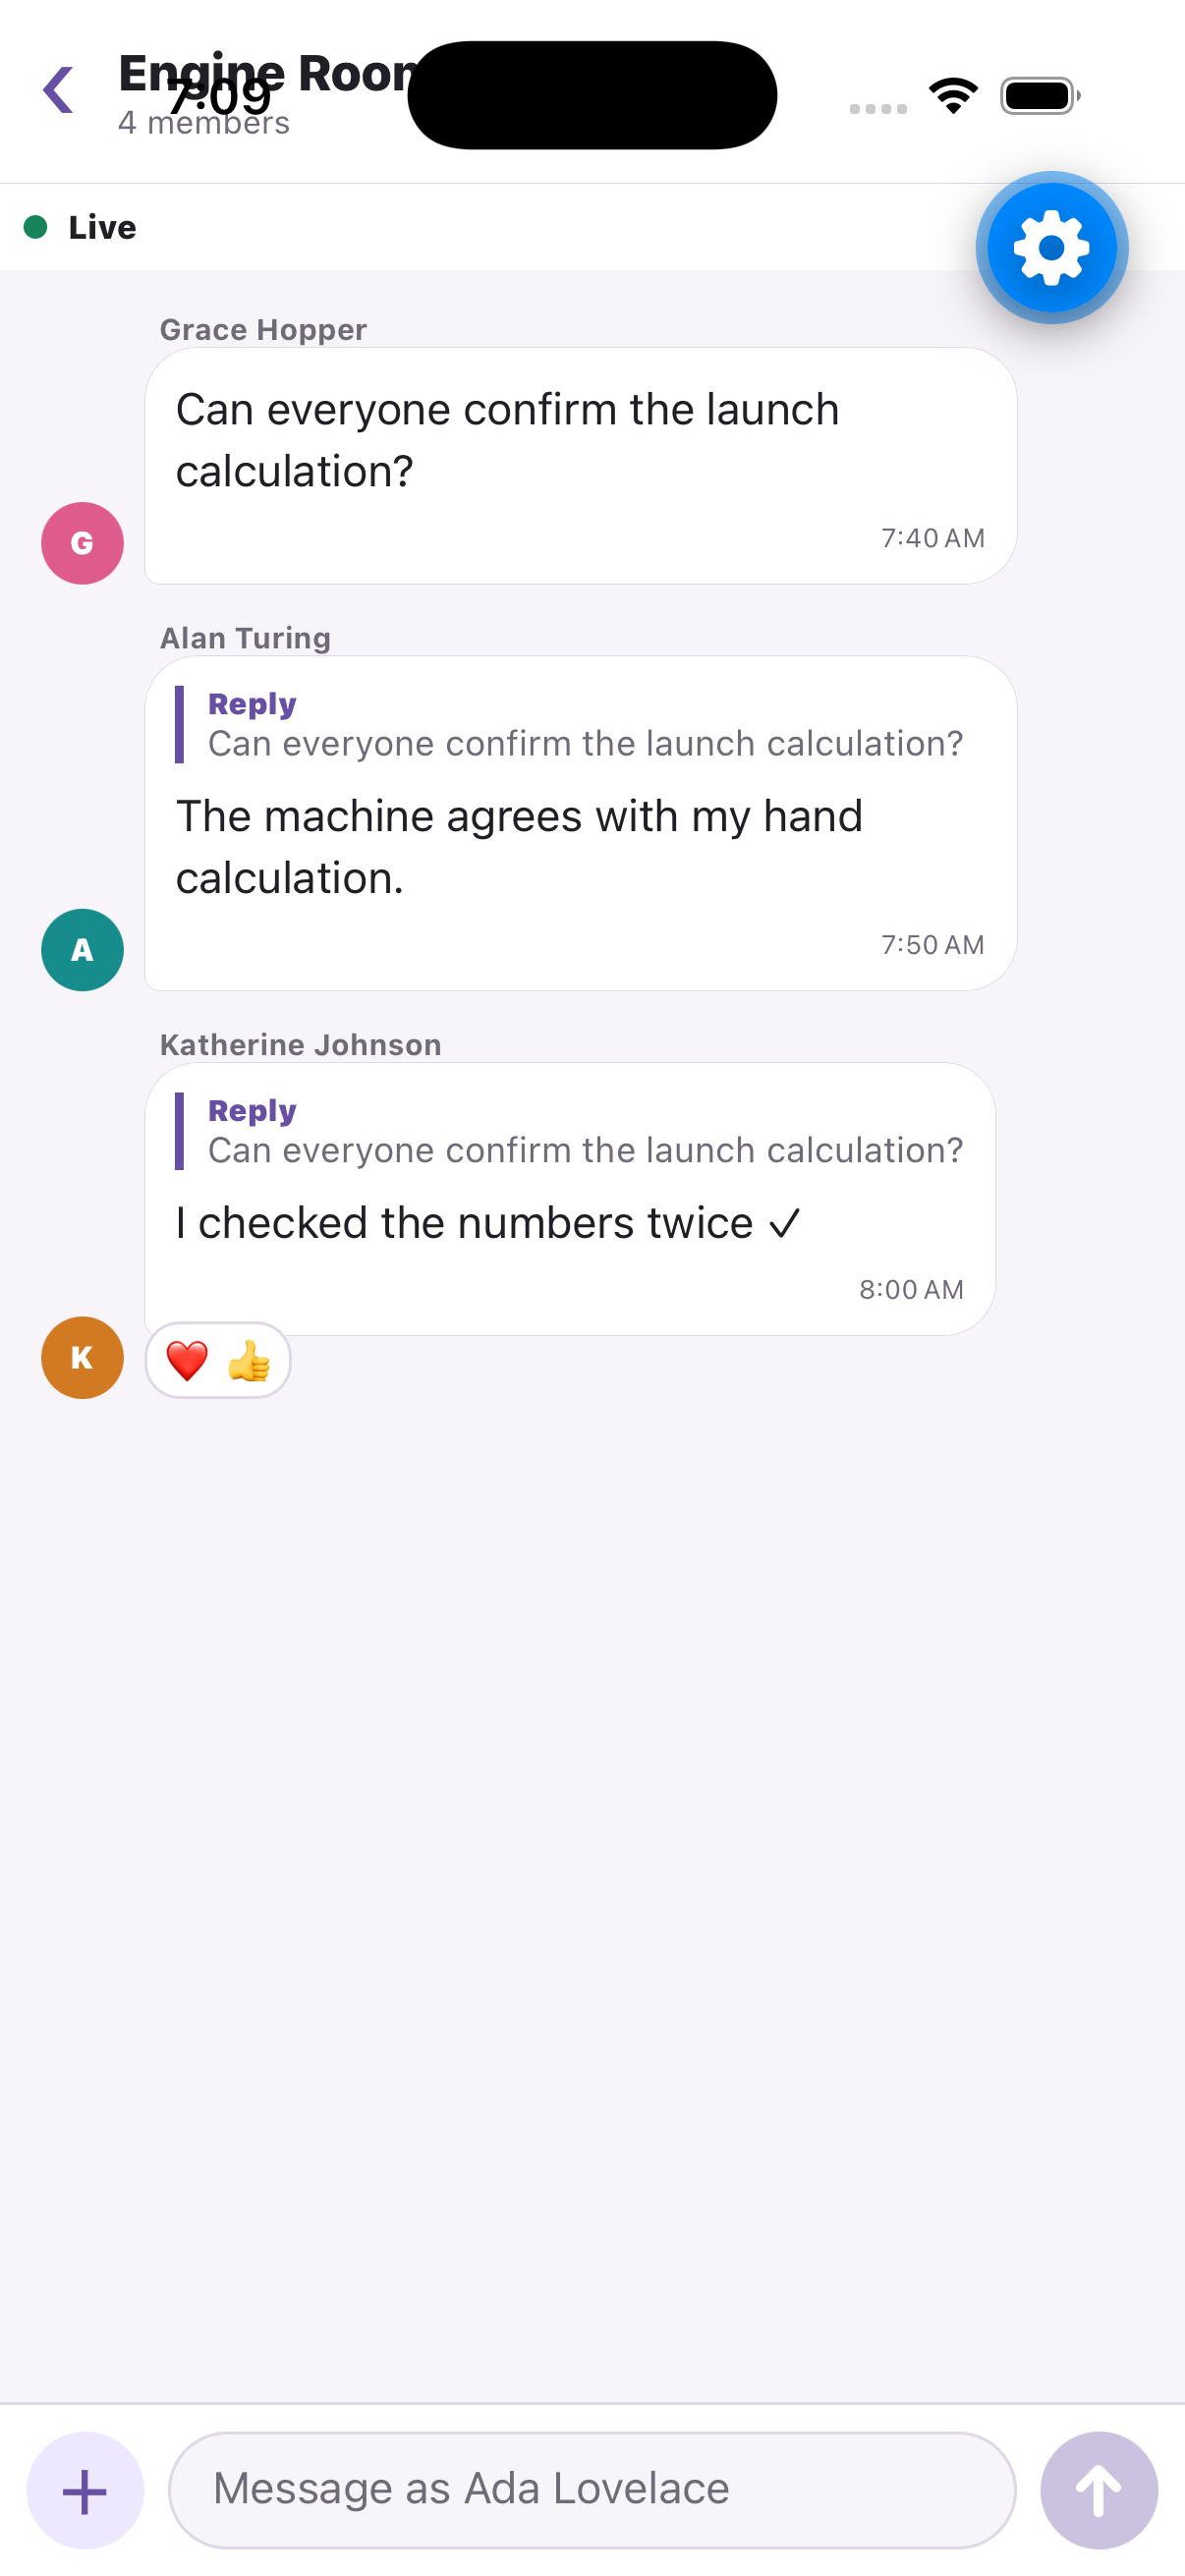 Engine Roo
7:09
4 members
Live
Grace Hopper
Can everyone confirm the launch
calculation?
7:40 AM
G
Alan Turing
Reply
Can everyone confirm the launch calculation?
The machine agrees with my hand
calculation.
7:50 AM
A
Katherine Johnson
Reply
Can everyone confirm the launch calculation?
I checked the numbers twice ✓
8:00 AM
K
❤️ 👍
Message as Ada Lovelace